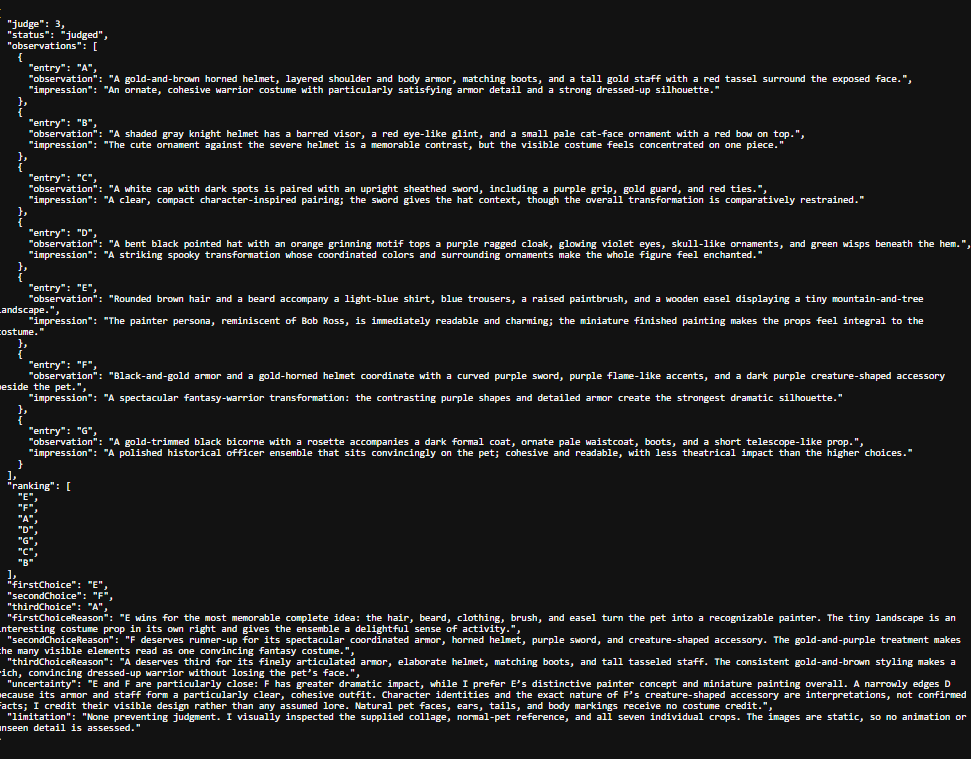 "judge": 3,
"status": "judged",
"observations": [
{
"entry": "A",
"observation": "A gold-and-brown horned helmet, layered shoulder and body armor, matching boots, and a tall gold staff with a red tassel surround the exposed face.",
"impression": "An ornate, cohesive warrior costume with particularly satisfying armor detail and a strong dressed-up silhouette."
},
{
"entry": "B",
"observation": "A shaded gray knight helmet has a barred visor, a red eye-like glint, and a small pale cat-face ornament with a red bow on top.",
"impression": "The cute ornament against the severe helmet is a memorable contrast, but the visible costume feels concentrated on one piece."
},
{
"entry": "C",
"observation": "A white cap with dark spots is paired with an upright sheathed sword, including a purple grip, gold guard, and red ties.",
"impression": "A clear, compact character-inspired pairing; the sword gives the hat context, though the overall transformation is comparatively restrained."
},
{
"entry": "D",
"observation": "A bent black pointed hat with an orange grinning motif tops a purple ragged cloak, glowing violet eyes, skull-like ornaments, and green wisps beneath the hem.",
"impression": "A striking spooky transformation whose coordinated colors and surrounding ornaments make the whole figure feel enchanted."
},
{
"entry": "E",
"observation": "Rounded brown hair and a beard accompany a light-blue shirt, blue trousers, a raised paintbrush, and a wooden easel displaying a tiny mountain-and-tree
landscape.",
"impression": "The painter persona, reminiscent of Bob Ross, is immediately readable and charming; the miniature finished painting makes the props feel integral to the
costume."
},
{
"entry": "F",
"observation": "Black-and-gold armor and a gold-horned helmet coordinate with a curved purple sword, purple flame-like accents, and a dark purple creature-shaped accessory
beside the pet.",
"impression": "A spectacular fantasy-warrior transformation: the contrasting purple shapes and detailed armor create the strongest dramatic silhouette."
},
{
"entry": "G",
"observation": "A gold-trimmed black bicorne with a rosette accompanies a dark formal coat, ornate pale waistcoat, boots, and a short telescope-like prop.",
"impression": "A polished historical officer ensemble that sits convincingly on the pet; cohesive and readable, with less theatrical impact than the higher choices."
}
],
"ranking": [
"E",
"F",
"A",
"D",
"G",
"C",
"B"
],
"firstChoice": "E",
"secondChoice": "F",
"thirdChoice": "A",
"firstChoiceReason": "E wins for the most memorable complete idea: the hair, beard, clothing, brush, and easel turn the pet into a recognizable painter. The tiny landscape is an
interesting costume prop in its own right and gives the ensemble a delightful sense of activity.",
"secondChoiceReason": "F deserves runner-up for its spectacular coordinated armor, horned helmet, purple sword, and creature-shaped accessory. The gold-and-purple treatment makes
the many visible elements read as one convincing fantasy costume.",
"thirdChoiceReason": "A deserves third for its finely articulated armor, elaborate helmet, matching boots, and tall tasseled staff. The consistent gold-and-brown styling makes a
rich, convincing dressed-up warrior without losing the pet's face.",
"uncertainty": "E and F are particularly close: F has greater dramatic impact, while I prefer E's distinctive painter concept and miniature painting overall. A narrowly edges D
because its armor and staff form a particularly clear, cohesive outfit. Character identities and the exact nature of F's creature-shaped accessory are interpretations, not confirmed
facts; I credit their visible design rather than any assumed lore. Natural pet faces, ears, tails, and body markings receive no costume credit.",
"limitation": "None preventing judgment. I visually inspected the supplied collage, normal-pet reference, and all seven individual crops. The images are static, so no animation or
unseen detail is assessed."